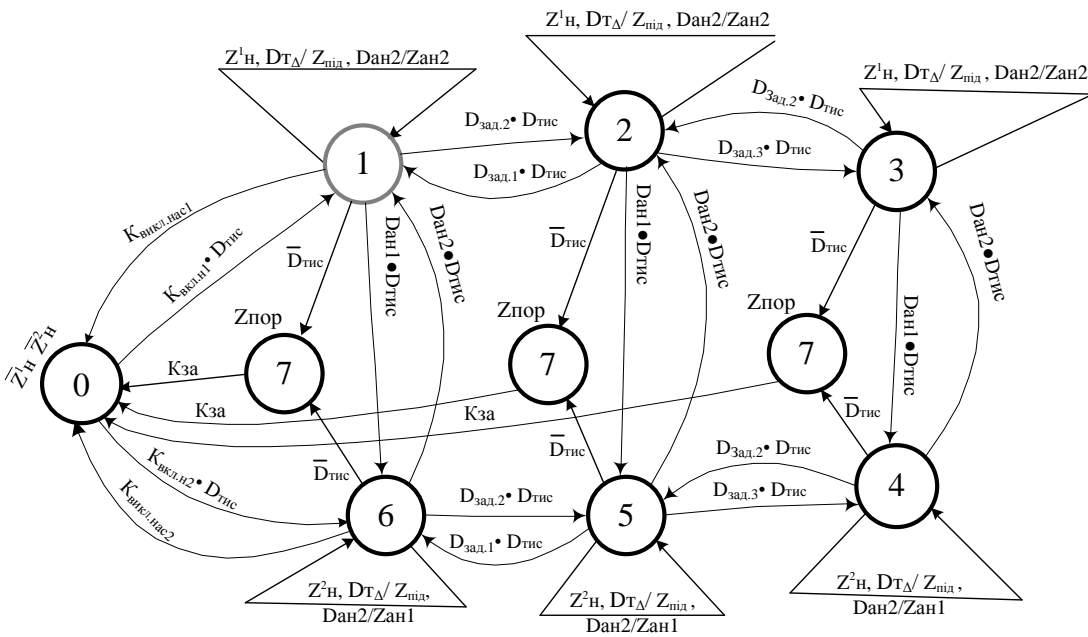 Z¹н, Dт∆/ Zпід , Dан2/Zан2
Z¹н, Dт∆/ Zпід , Dан2/Zан2
Z¹н, Dт∆/ Zпід , Dан2/Zан2
1
2
3
Dзад.2• Dтис
Dзад.1• Dтис
DЗад.2• Dтис
Dзад.3• Dтис
Kвикл.нас1
Kвкл.н1• Dтис
D̅тис
Dан1●Dтис
Dан2●Dтис
D̅тис
Dан1●Dтис
Dан2●Dтис
D̅тис
Dан1●Dтис
Dан2●Dтис
Z̅¹н Z̅²н
0
Zпор
7
Zпор
7
Zпор
7
Кза
Кза
Кза
Kвкл.н2• Dтис
Kвикл.нас2
D̅тис
D̅тис
D̅тис
6
5
4
Dзад.2• Dтис
Dзад.1• Dтис
DЗад.2• Dтис
Dзад.3• Dтис
Z²н, Dт∆/ Zпід,
Dан2/Zан1
Z²н, Dт∆/ Zпід ,
Dан2/Zан1
Z²н, Dт∆/ Zпід ,
Dан2/Zан1